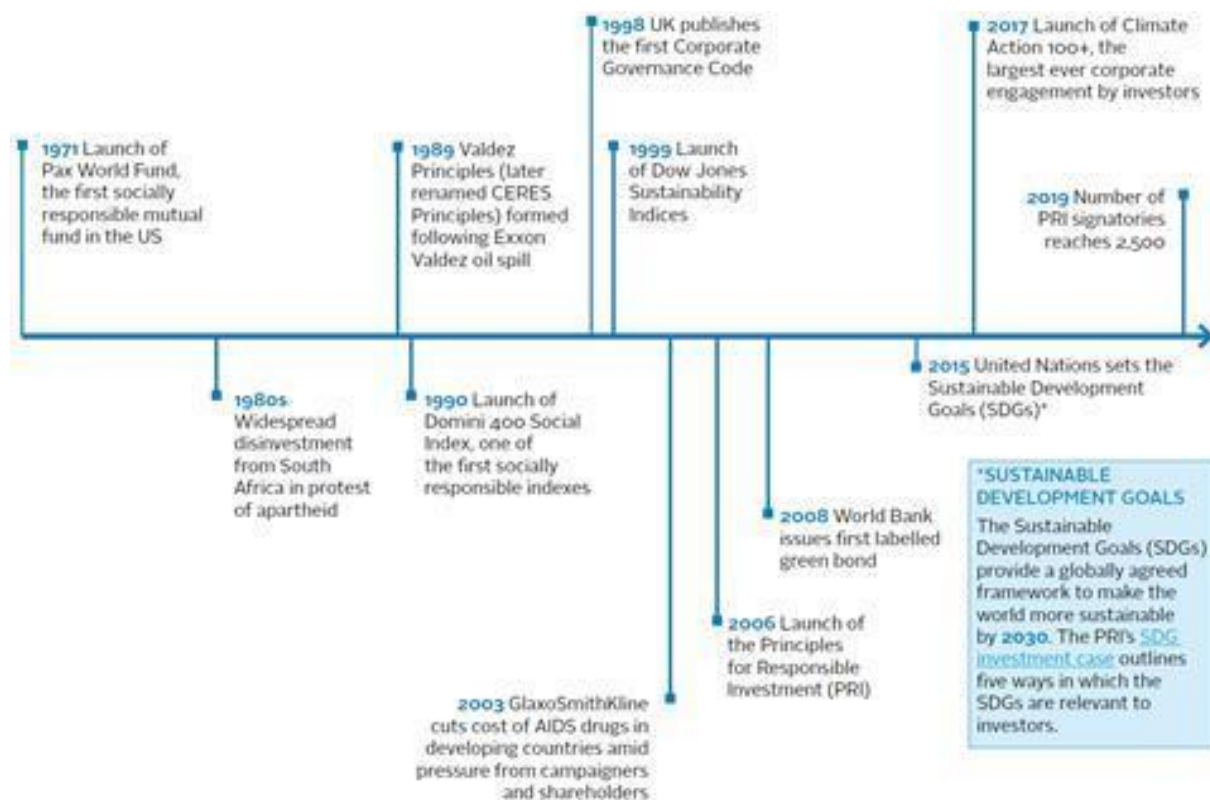 1998 UK publishes
the first Corporate
Governance Code
2017 Launch of Climate
Action 100+, the
largest ever corporate
engagement by investors
1971 Launch of
Pax World Fund,
the first socially
responsible mutual
fund in the US
1989 Valdez
Principles (later
renamed CERES
Principles) formed
following Exxon
Valdez oil spill
1999 Launch
of Dow Jones
Sustainability
Indices
2019 Number of
PRI signatories
reaches 2,500
1980s
Widespread
disinvestment
from South
Africa in protest
of apartheid
1990 Launch of
Domini 400 Social
Index, one of
the first socially
responsible indexes
2015 United Nations sets the
Sustainable Development
Goals (SDGs)*
2008 World Bank
issues first labelled
green bond
2006 Launch of
the Principles
for Responsible
Investment (PRI)
2003 GlaxoSmithKline
cuts cost of AIDS drugs in
developing countries amid
pressure from campaigners
and shareholders
*SUSTAINABLE
DEVELOPMENT GOALS
The Sustainable
Development Goals (SDGs)
provide a globally agreed
framework to make the
world more sustainable
by 2030. The PRI's SDG
investment case outlines
five ways in which the
SDGs are relevant to
investors.